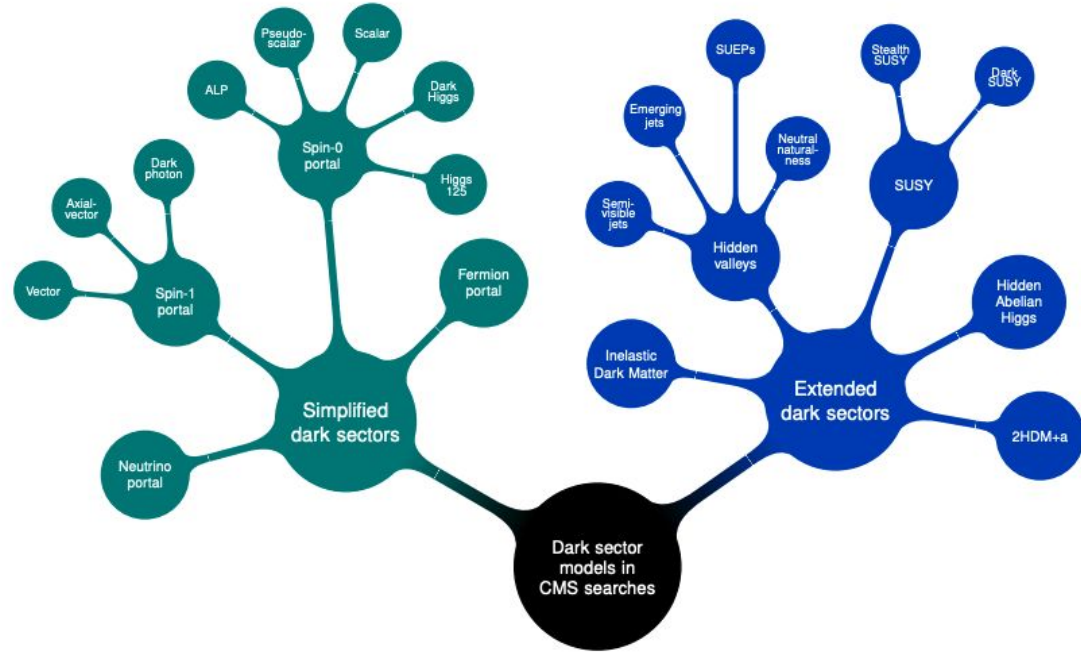 Pseudo-
scalar
Scalar
ALP
Dark
Higgs
Spin-0
portal
Higgs
125
Dark
photon
Axial-
vector
Vector
Spin-1
portal
Fermion
portal
Simplified
dark sectors
Neutrino
portal
SUEPs
Stealth
SUSY
Dark
SUSY
Emerging
jets
Neutral
natural-
ness
SUSY
Semi-
visible
jets
Hidden
valleys
Hidden
Abelian
Higgs
Inelastic
Dark Matter
Extended
dark sectors
2HDM+a
Dark sector
models in
CMS searches